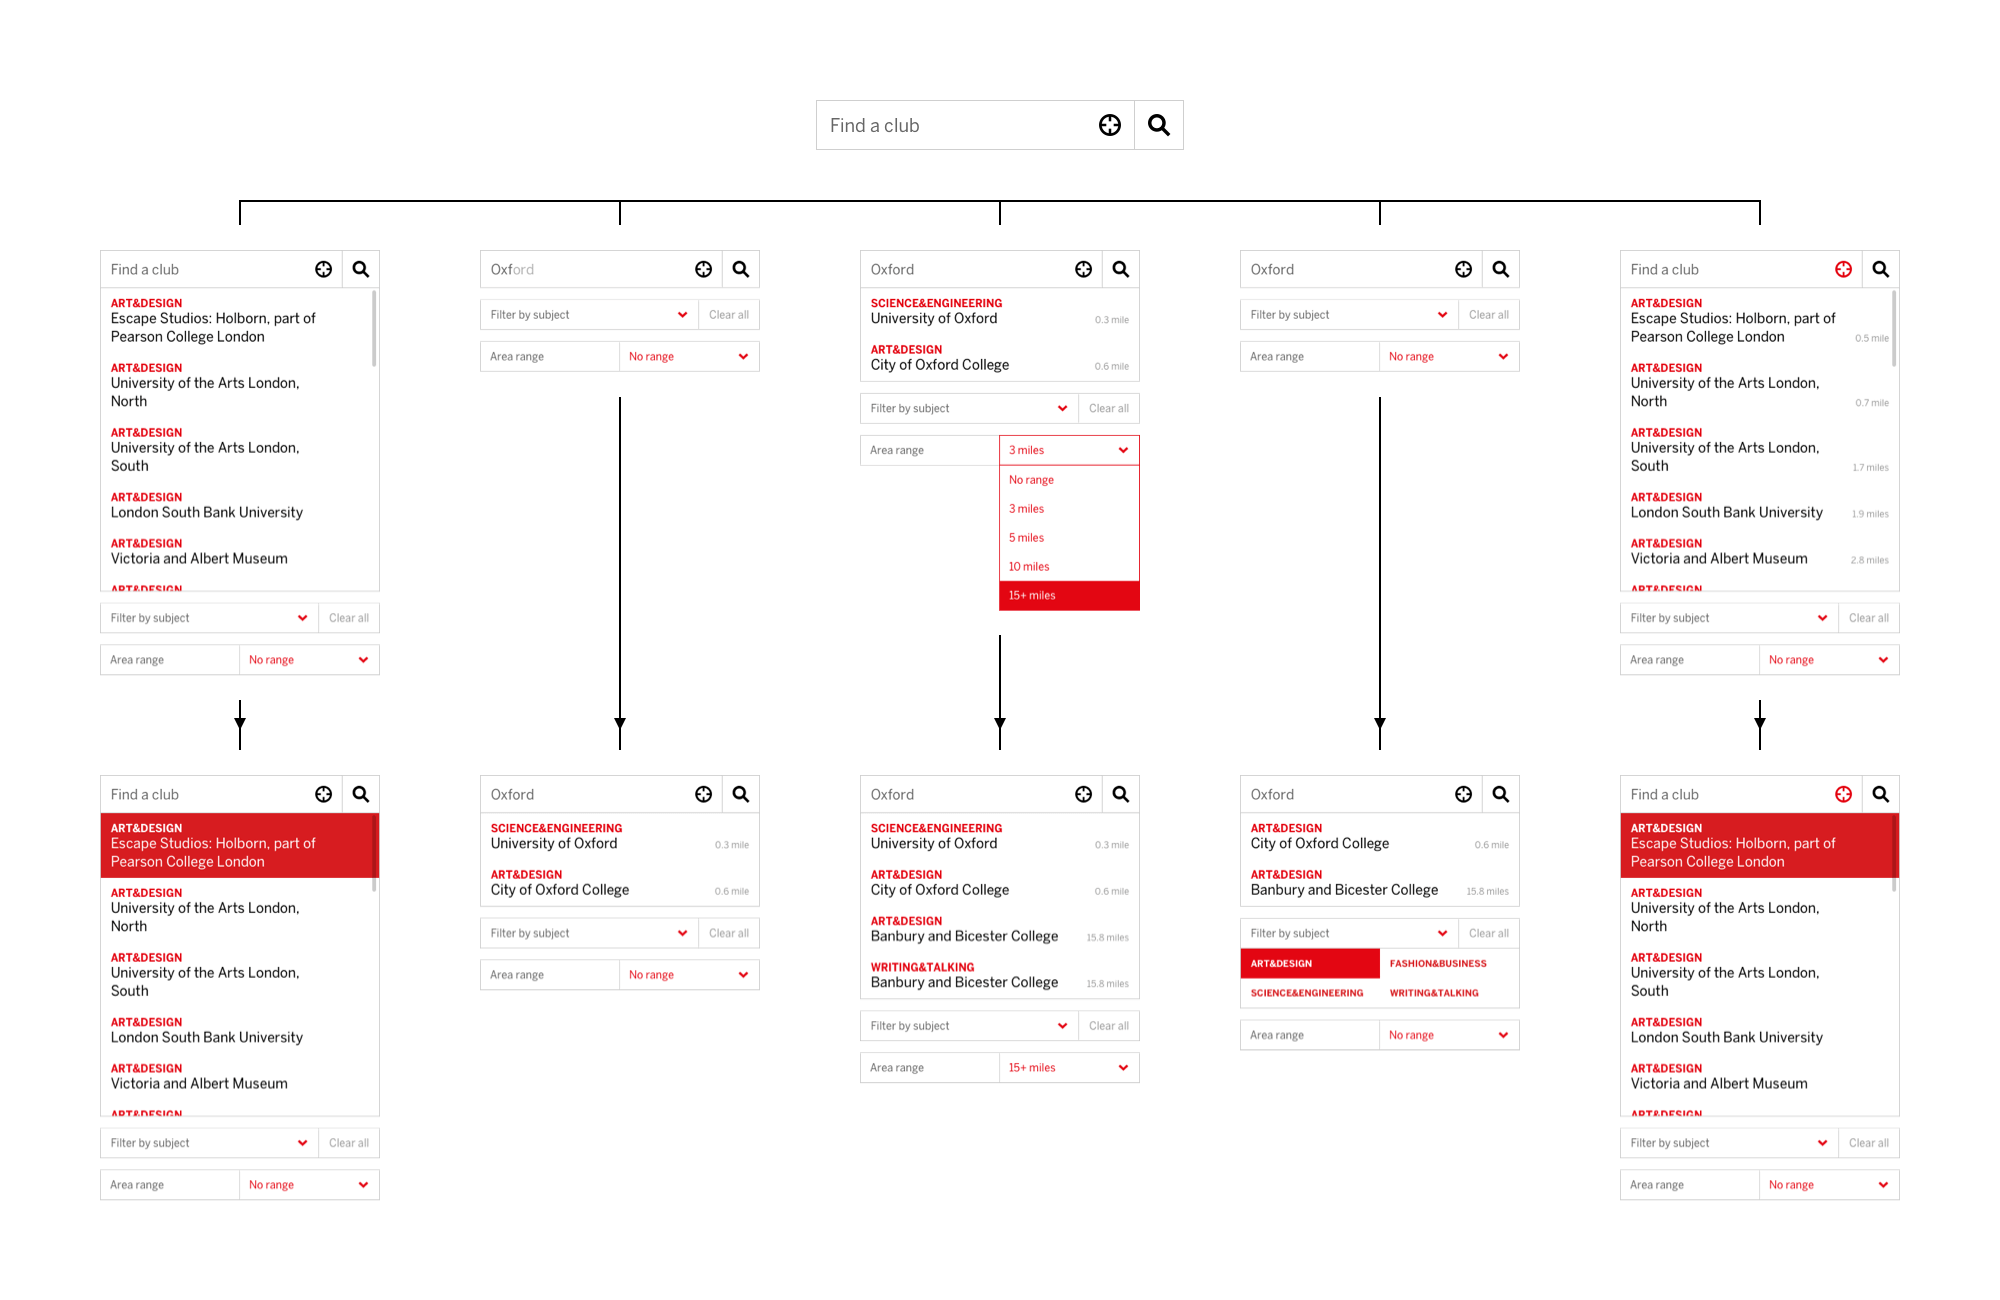 Find a club
Find a club
ART&DESIGN
Escape Studios: Holborn, part of
Pearson College London
ART&DESIGN
University of the Arts London,
North
ART&DESIGN
University of the Arts London,
South
ART&DESIGN
London South Bank University
ART&DESIGN
Victoria and Albert Museum
ART&DESIGN
Filter by subject
Clear all
Area range
No range
Oxford
Filter by subject
Clear all
Area range
No range
Oxford
SCIENCE&ENGINEERING
University of Oxford
0.3 mile
ART&DESIGN
City of Oxford College
0.6 mile
Filter by subject
Clear all
Area range
3 miles
No range
3 miles
5 miles
10 miles
15+ miles
Oxford
Filter by subject
Clear all
Area range
No range
Find a club
ART&DESIGN
Escape Studios: Holborn, part of
Pearson College London
0.5 mile
ART&DESIGN
University of the Arts London,
North
0.7 mile
ART&DESIGN
University of the Arts London,
South
1.7 miles
ART&DESIGN
London South Bank University
1.9 miles
ART&DESIGN
Victoria and Albert Museum
2.8 miles
ART&DESIGN
Filter by subject
Clear all
Area range
No range
Find a club
ART&DESIGN
Escape Studios: Holborn, part of
Pearson College London
ART&DESIGN
University of the Arts London,
North
ART&DESIGN
University of the Arts London,
South
ART&DESIGN
London South Bank University
ART&DESIGN
Victoria and Albert Museum
ART&DESIGN
Filter by subject
Clear all
Area range
No range
Oxford
SCIENCE&ENGINEERING
University of Oxford
0.3 mile
ART&DESIGN
City of Oxford College
0.6 mile
Filter by subject
Clear all
Area range
No range
Oxford
SCIENCE&ENGINEERING
University of Oxford
0.3 mile
ART&DESIGN
City of Oxford College
0.6 mile
ART&DESIGN
Banbury and Bicester College
15.8 miles
WRITING&TALKING
Banbury and Bicester College
15.8 miles
Filter by subject
Clear all
Area range
15+ miles
Oxford
ART&DESIGN
City of Oxford College
0.6 mile
ART&DESIGN
Banbury and Bicester College
15.8 miles
Filter by subject
Clear all
ART&DESIGN
FASHION&BUSINESS
SCIENCE&ENGINEERING
WRITING&TALKING
Area range
No range
Find a club
ART&DESIGN
Escape Studios: Holborn, part of
Pearson College London
ART&DESIGN
University of the Arts London,
North
ART&DESIGN
University of the Arts London,
South
ART&DESIGN
London South Bank University
ART&DESIGN
Victoria and Albert Museum
ART&DESIGN
Filter by subject
Clear all
Area range
No range